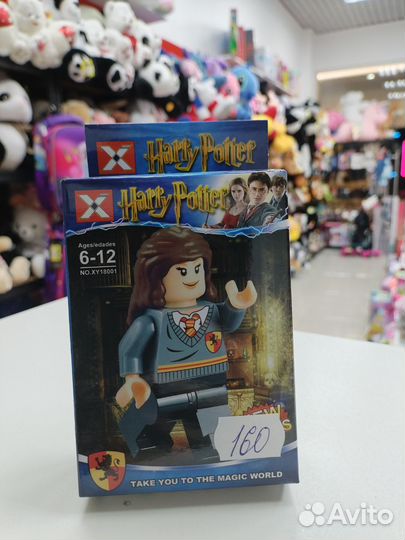 X Harry Potter
X Harry Potter
Ages/edades
6-12
NO.XY18001
160
TAKE YOU TO THE MAGIC WORLD
Avito